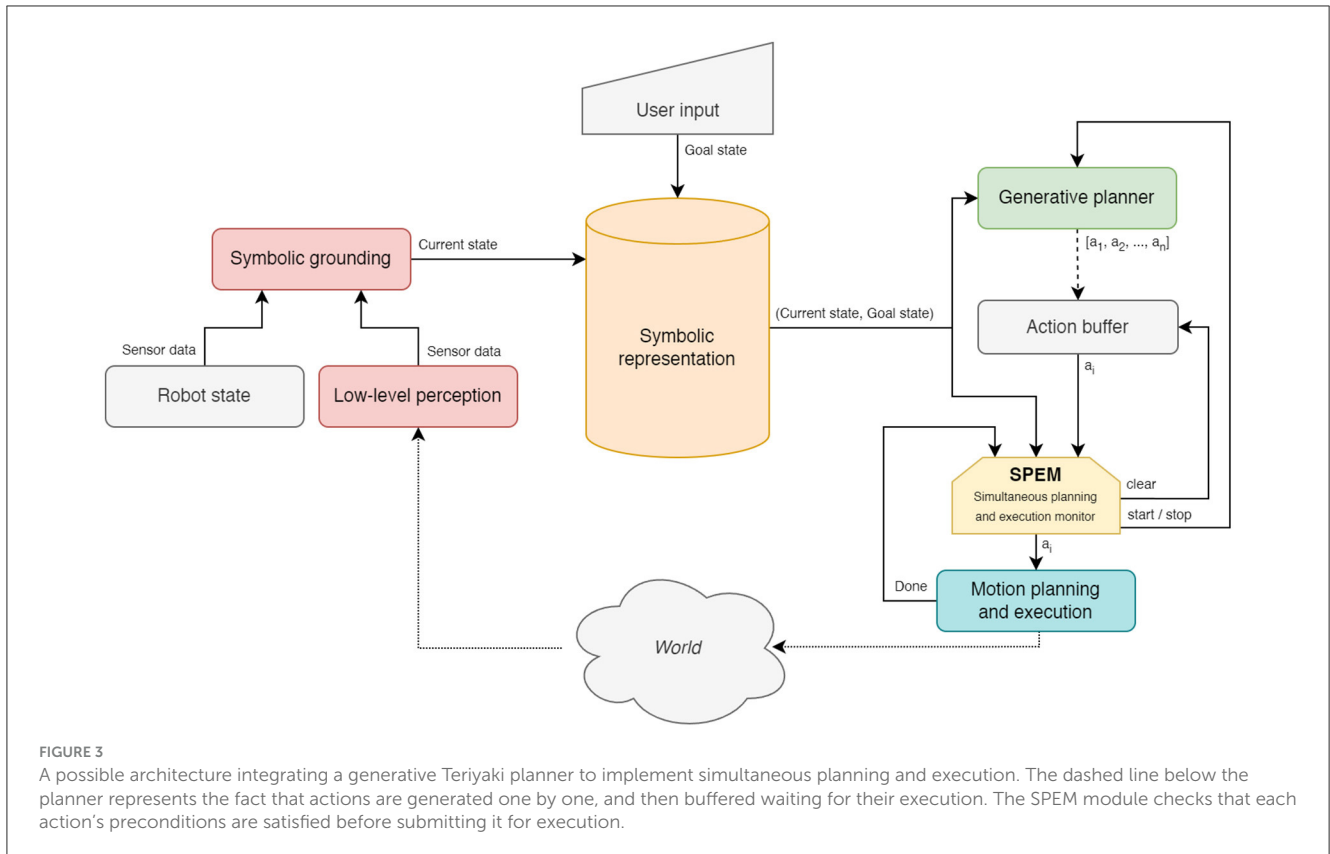 User input
Goal state
Generative planner
[a1, a2, ..., an]
Symbolic grounding
Current state
(Current state, Goal state)
Action buffer
Symbolic
representation
Sensor data
Sensor data
ai
Robot state
Low-level perception
SPEM
Simultaneous planning
and execution monitor
clear
start / stop
ai
Done
Motion planning
and execution
World
FIGURE 3
A possible architecture integrating a generative Teriyaki planner to implement simultaneous planning and execution. The dashed line below the
planner represents the fact that actions are generated one by one, and then buffered waiting for their execution. The SPEM module checks that each
action's preconditions are satisfied before submitting it for execution.